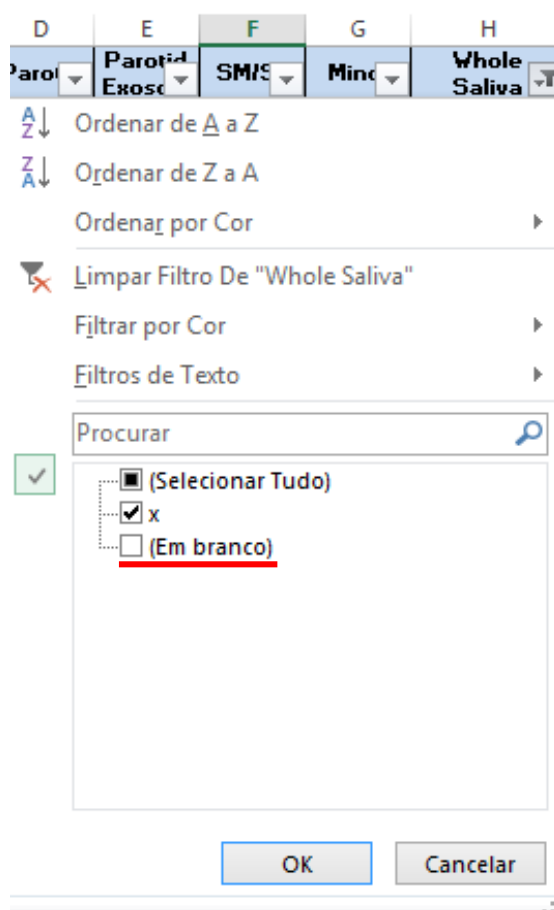 D E F G H
Parotid Whole
Exoso SM/S Mino Saliva
Ordenar de A a Z
Ordenar de Z a A
Ordenar por Cor
Limpar Filtro De "Whole Saliva"
Filtrar por Cor
Filtros de Texto
Procurar
(Selecionar Tudo)
x
(Em branco)
OK Cancelar